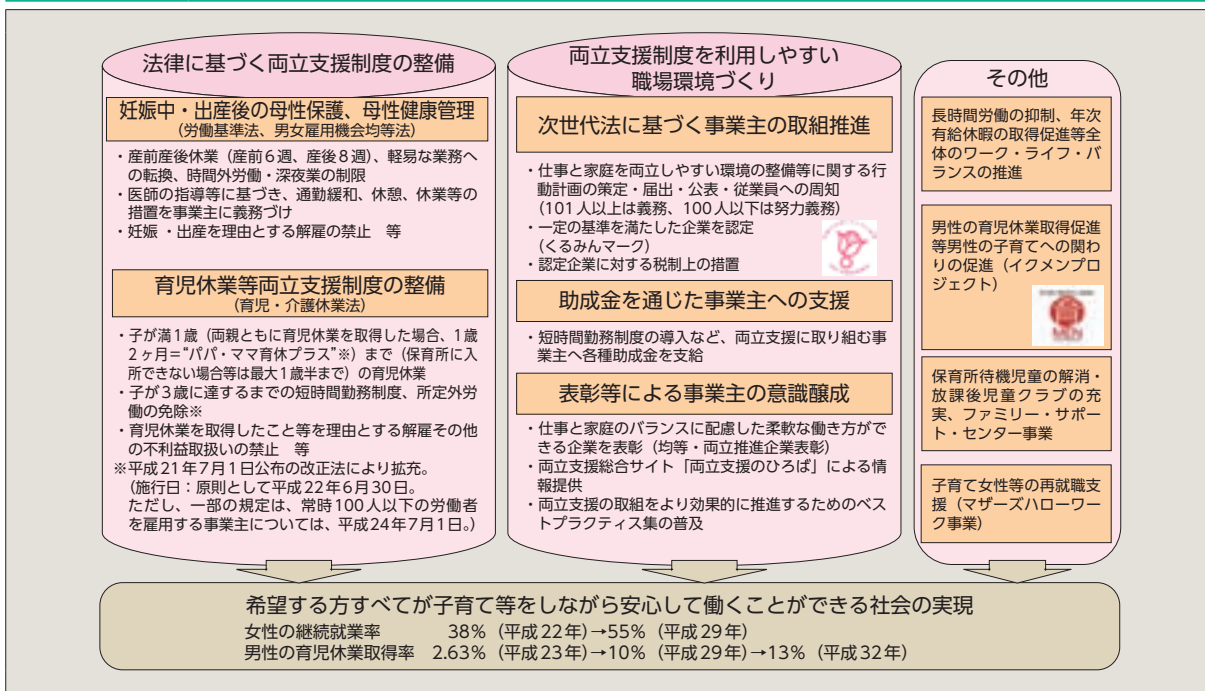 法律に基づく両立支援制度の整備
妊娠中・出産後の母性保護、母性健康管理
（労働基準法、男女雇用機会均等法）
・産前産後休業（産前６週、産後８週）、軽易な業務へ
の転換、時間外労働・深夜業の制限
・医師の指導等に基づき、通勤緩和、休憩、休業等の
措置を事業主に義務づけ
・妊娠・出産を理由とする解雇の禁止　等
育児休業等両立支援制度の整備
（育児・介護休業法）
・子が満１歳（両親ともに育児休業を取得した場合、１歳
２ヶ月＝“パパ・ママ育休プラス”※）まで（保育所に入
所できない場合等は最大１歳半まで）の育児休業
・子が３歳に達するまでの短時間勤務制度、所定外労
働の免除※
・育児休業を取得したこと等を理由とする解雇その他
の不利益取扱いの禁止　等
※平成21年７月１日公布の改正法により拡充。
（施行日：原則として平成22年６月30日。
ただし、一部の規定は、常時100人以下の労働者
を雇用する事業主については、平成24年７月１日。）
両立支援制度を利用しやすい
職場環境づくり
次世代法に基づく事業主の取組推進
・仕事と家庭を両立しやすい環境の整備等に関する行
動計画の策定・届出・公表・従業員への周知
（101人以上は義務、100人以下は努力義務）
・一定の基準を満たした企業を認定
（くるみんマーク）
・認定企業に対する税制上の措置
助成金を通じた事業主への支援
・短時間勤務制度の導入など、両立支援に取り組む事
業主へ各種助成金を支給
表彰等による事業主の意識醸成
・仕事と家庭のバランスに配慮した柔軟な働き方がで
きる企業を表彰（均等・両立推進企業表彰）
・両立支援総合サイト「両立支援のひろば」による情
報提供
・両立支援の取組をより効果的に推進するためのベス
トプラクティス集の普及
その他
長時間労働の抑制、年次
有給休暇の取得促進等全
体のワーク・ライフ・バ
ランスの推進
男性の育児休業取得促進
等男性の子育てへの関わ
りの促進（イクメンプロ
ジェクト）
保育所待機児童の解消・
放課後児童クラブの充
実、ファミリー・サポー
ト・センター事業
子育て女性等の再就職支
援（マザーズハローワー
ク事業）
希望する方すべてが子育て等をしながら安心して働くことができる社会の実現
女性の継続就業率　38%（平成22年）→55%（平成29年）
男性の育児休業取得率　2.63%（平成23年）→10%（平成29年）→13%（平成32年）